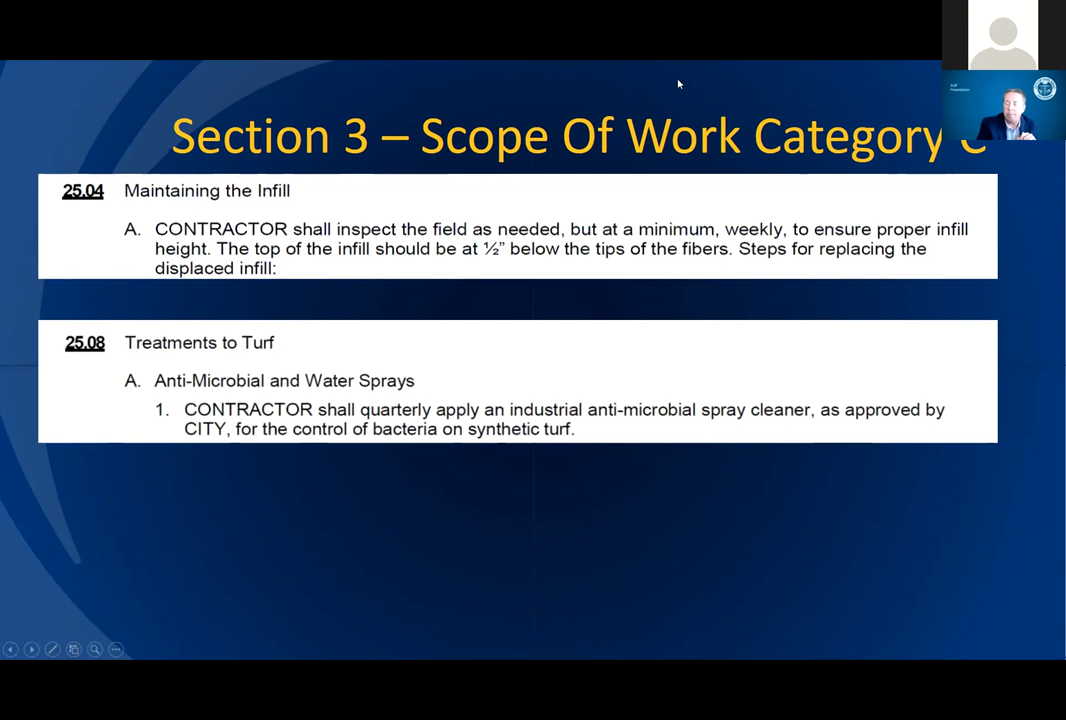 Section 3 – Scope Of Work Category
25.04 Maintaining the Infill
A. CONTRACTOR shall inspect the field as needed, but at a minimum, weekly, to ensure proper infill
height. The top of the infill should be at ½” below the tips of the fibers. Steps for replacing the
displaced infill:
25.08 Treatments to Turf
A. Anti-Microbial and Water Sprays
1. CONTRACTOR shall quarterly apply an industrial anti-microbial spray cleaner, as approved by
CITY, for the control of bacteria on synthetic turf.
Staff
Presentation